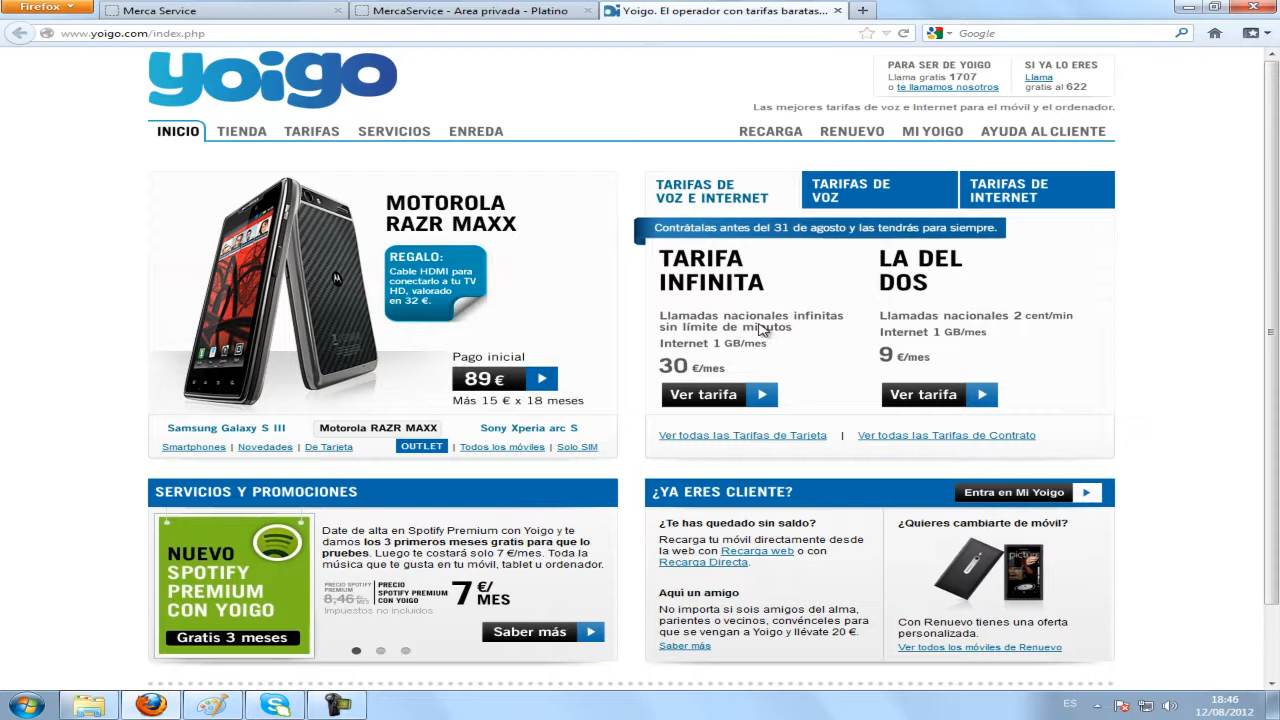 Firefox
Merca Service
MercaService - Area privada - Platino
Yoigo. El operador con tarifas baratas...
www.yoigo.com/index.php
Google
yoigo
PARA SER DE YOIGO
Llama gratis 1707
o te llamamos nosotros
SI YA LO ERES
Llama
gratis al 622
Las mejores tarifas de voz e Internet para el móvil y el ordenador.
INICIO
TIENDA
TARIFAS
SERVICIOS
ENREDA
RECARGA
RENUEVO
MI YOIGO
AYUDA AL CLIENTE
MOTOROLA
RAZR MAXX
REGALO:
Cable HDMI para
conectarlo a tu TV
HD, valorado
en 32 €.
Pago inicial
89 €
Más 15 € x 18 meses
Samsung Galaxy S III
Motorola RAZR MAXX
Sony Xperia arc S
Smartphones | Novedades | De Tarjeta
OUTLET | Todos los móviles | Solo SIM
TARIFAS DE
VOZ E INTERNET
TARIFAS DE
VOZ
TARIFAS DE
INTERNET
Contrátalas antes del 31 de agosto y las tendrás para siempre.
TARIFA
INFINITA
Llamadas nacionales infinitas
sin límite de minutos
Internet 1 GB/mes
30 €/mes
Ver tarifa
LA DEL
DOS
Llamadas nacionales 2 cent/min
Internet 1 GB/mes
9 €/mes
Ver tarifa
Ver todas las Tarifas de Tarjeta | Ver todas las Tarifas de Contrato
SERVICIOS Y PROMOCIONES
NUEVO
SPOTIFY
PREMIUM
CON YOIGO
Gratis 3 meses
Date de alta en Spotify Premium con Yoigo y te
damos los 3 primeros meses gratis para que lo
pruebes. Luego te costará solo 7 €/mes. Toda la
música que te gusta en tu móvil, tablet u ordenador.
PRECIO SPOTIFY
PREMIUM
8,46 €/MES
PRECIO
SPOTIFY PREMIUM
CON YOIGO
7 €/MES
Impuestos no incluidos
Saber más
¿YA ERES CLIENTE?
Entra en Mi Yoigo
¿Te has quedado sin saldo?
Recarga tu móvil directamente desde
la web con Recarga web o con
Recarga Directa.
Aquí un amigo
No importa si sois amigos del alma,
parientes o vecinos, convénceles para
que se vengan a Yoigo y llévate 20 €.
Saber más
¿Quieres cambiarte de móvil?
Con Renuevo tienes una oferta
personalizada.
Ver todos los móviles de Renuevo
ES
18:46
12/08/2012